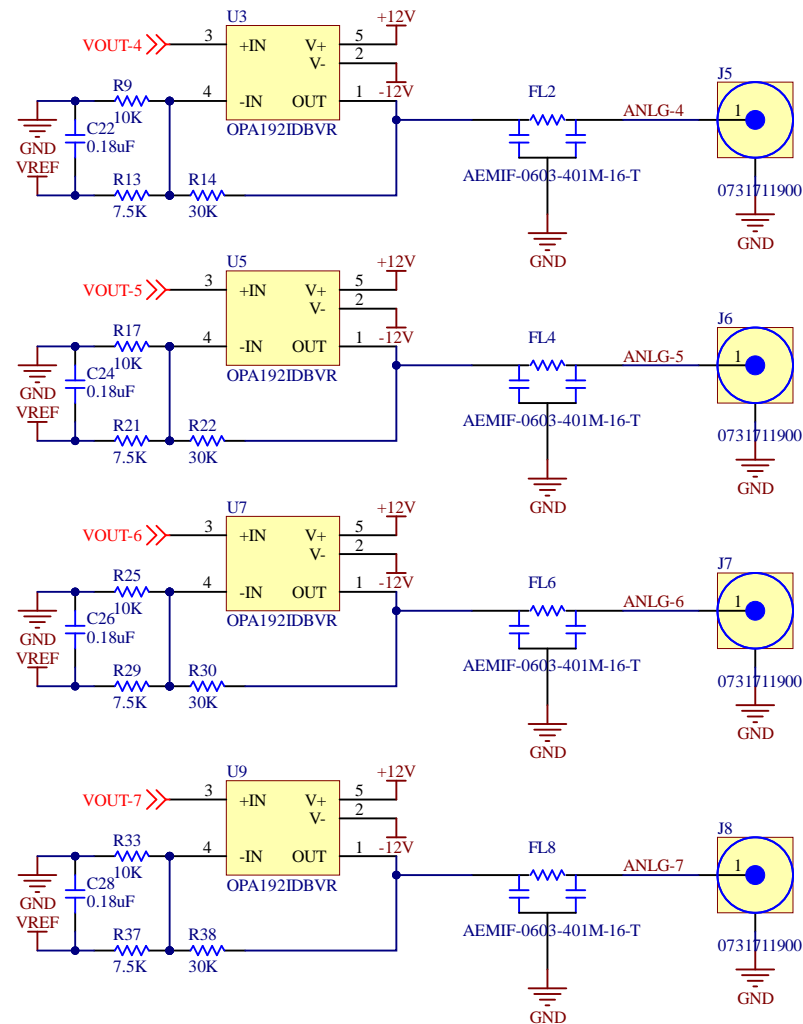 U3
+12V
VOUT-4
3
+IN
V+
5
V-
2
J5
R9
4
-IN
OUT
1
-12V
FL2
ANLG-4
1
10K
OPA192IDBVR
GND
C22
VREF
0.18uF
R13
R14
AEMIF-0603-401M-16-T
0731711900
7.5K
30K
GND
GND
U5
+12V
VOUT-5
3
+IN
V+
5
V-
2
J6
R17
4
-IN
OUT
1
-12V
FL4
ANLG-5
1
10K
OPA192IDBVR
GND
C24
VREF
0.18uF
R21
R22
AEMIF-0603-401M-16-T
0731711900
7.5K
30K
GND
GND
U7
+12V
VOUT-6
3
+IN
V+
5
V-
2
J7
R25
4
-IN
OUT
1
-12V
FL6
ANLG-6
1
10K
OPA192IDBVR
GND
C26
VREF
0.18uF
R29
R30
AEMIF-0603-401M-16-T
0731711900
7.5K
30K
GND
GND
U9
+12V
VOUT-7
3
+IN
V+
5
V-
2
J8
R33
4
-IN
OUT
1
-12V
FL8
ANLG-7
1
10K
OPA192IDBVR
GND
C28
VREF
0.18uF
R37
R38
AEMIF-0603-401M-16-T
0731711900
7.5K
30K
GND
GND